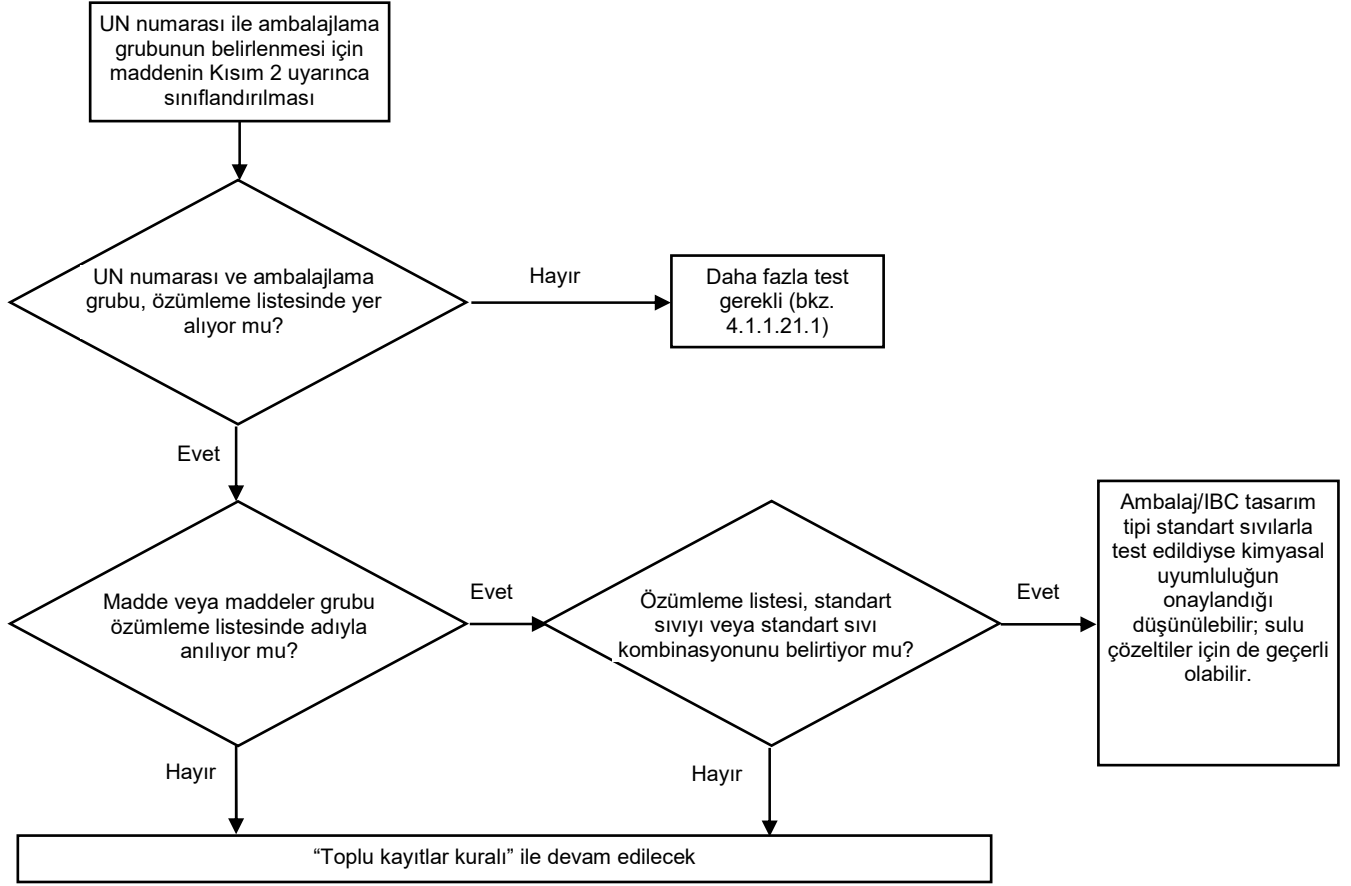 UN numarası ile ambalajlama
grubunun belirlenmesi için
maddenin Kısım 2 uyarınca
sınıflandırılması
UN numarası ve ambalajlama
grubu, özümleme listesinde yer
alıyor mu?
Hayır
Daha fazla test
gerekli (bkz.
4.1.1.21.1)
Evet
Madde veya maddeler grubu
özümleme listesinde adıyla
anılıyor mu?
Evet
Özümleme listesi, standart
sıvıyı veya standart sıvı
kombinasyonunu belirtiyor mu?
Evet
Ambalaj/IBC tasarım
tipi standart sıvılarla
test edildiyse kimyasal
uyumluluğun
onaylandığı
düşünülebilir; sulu
çözeltiler için de geçerli
olabilir.
Hayır
Hayır
“Toplu kayıtlar kuralı” ile devam edilecek